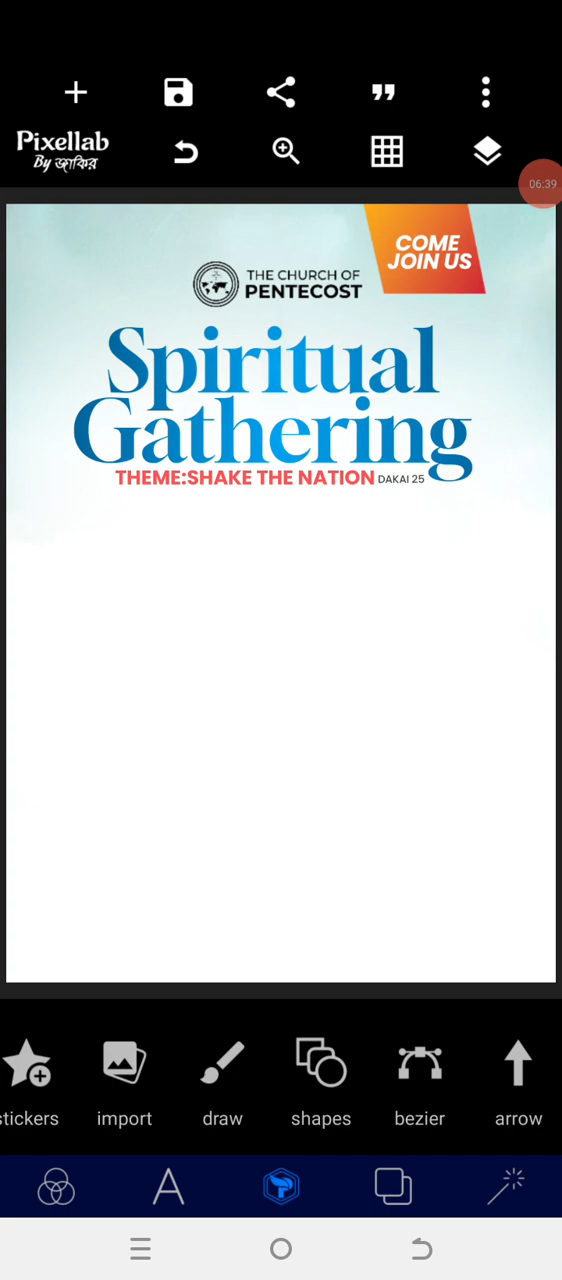 Pixellab
By জাকির
06:39
COME
JOIN US
THE CHURCH OF
PENTECOST
Spiritual
Gathering
THEME:SHAKE THE NATION DAKAI 25
stickers import draw shapes bezier arrow